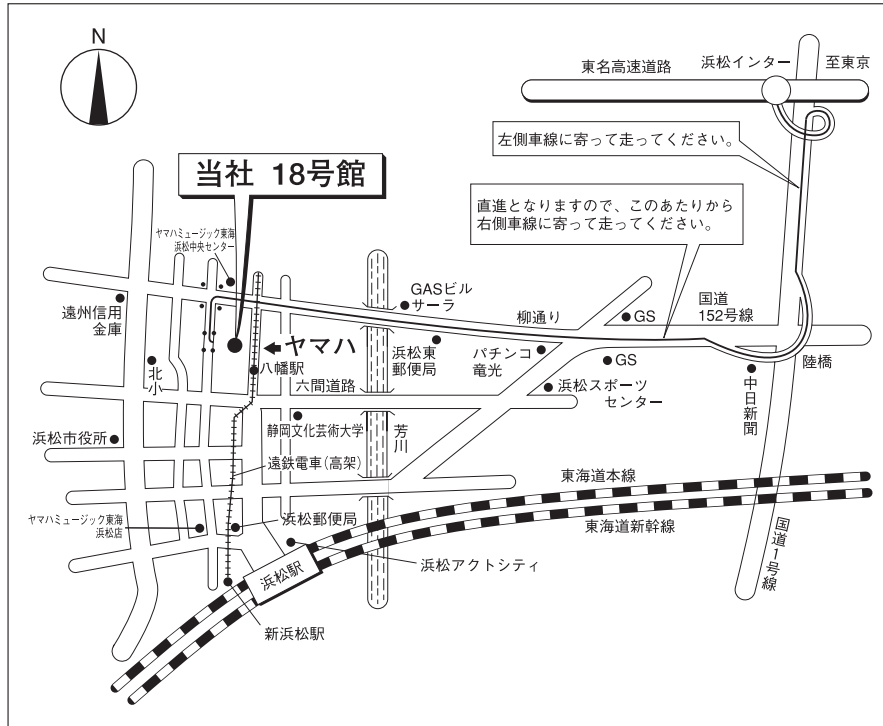 N
東名高速道路
浜松インター
至東京
左側車線に寄って走ってください。
当社 18号館
直進となりますので、このあたりから
右側車線に寄って走ってください。
ヤマハミュージック東海
浜松中央センター
GASビル
サーラ
柳通り
国道
152号線
GS
遠州信用
金庫
ヤマハ
浜松東
郵便局
パチンコ
竜光
GS
陸橋
北小
八幡駅
六間道路
浜松スポーツ
センター
中日新聞
浜松市役所
静岡文化芸術大学
芳川
遠鉄電車(高架)
東海道本線
ヤマハミュージック東海
浜松店
浜松郵便局
東海道新幹線
国道1号線
浜松駅
浜松アクトシティ
新浜松駅